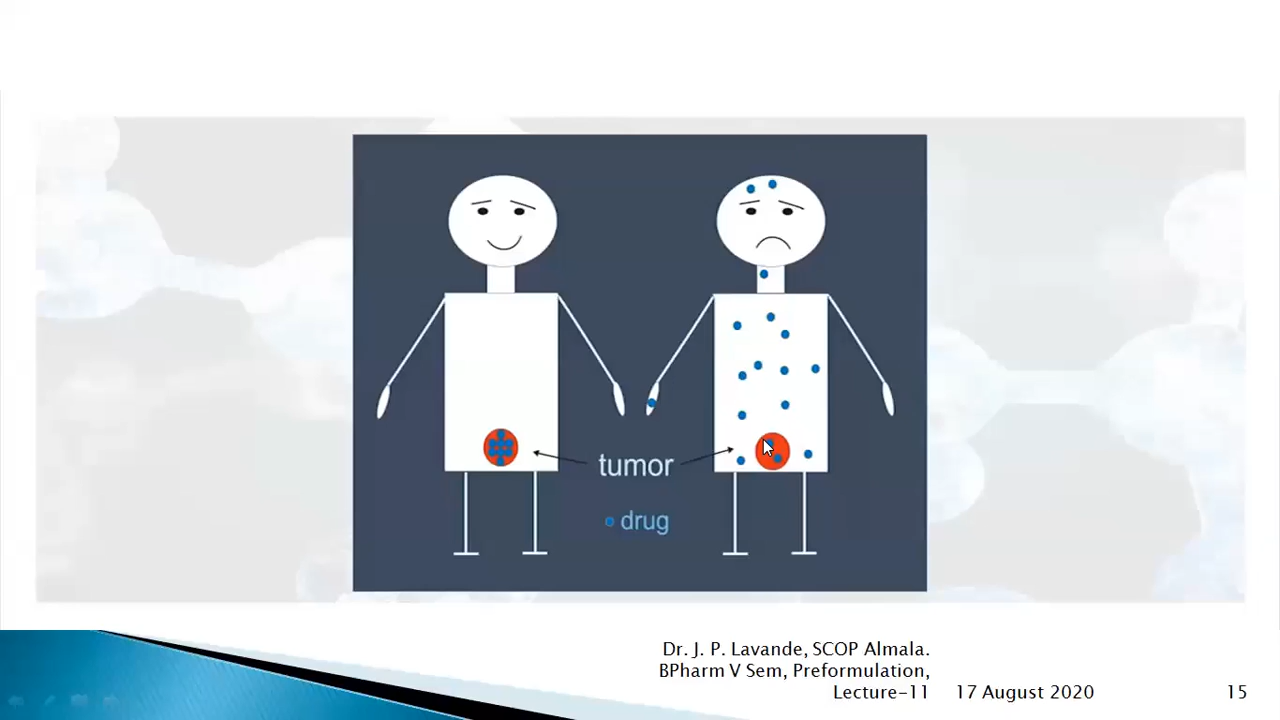 tumor
drug
Dr. J. P. Lavande, SCOP Almala.
BPharm V Sem, Preformulation,
Lecture-11
17 August 2020
15